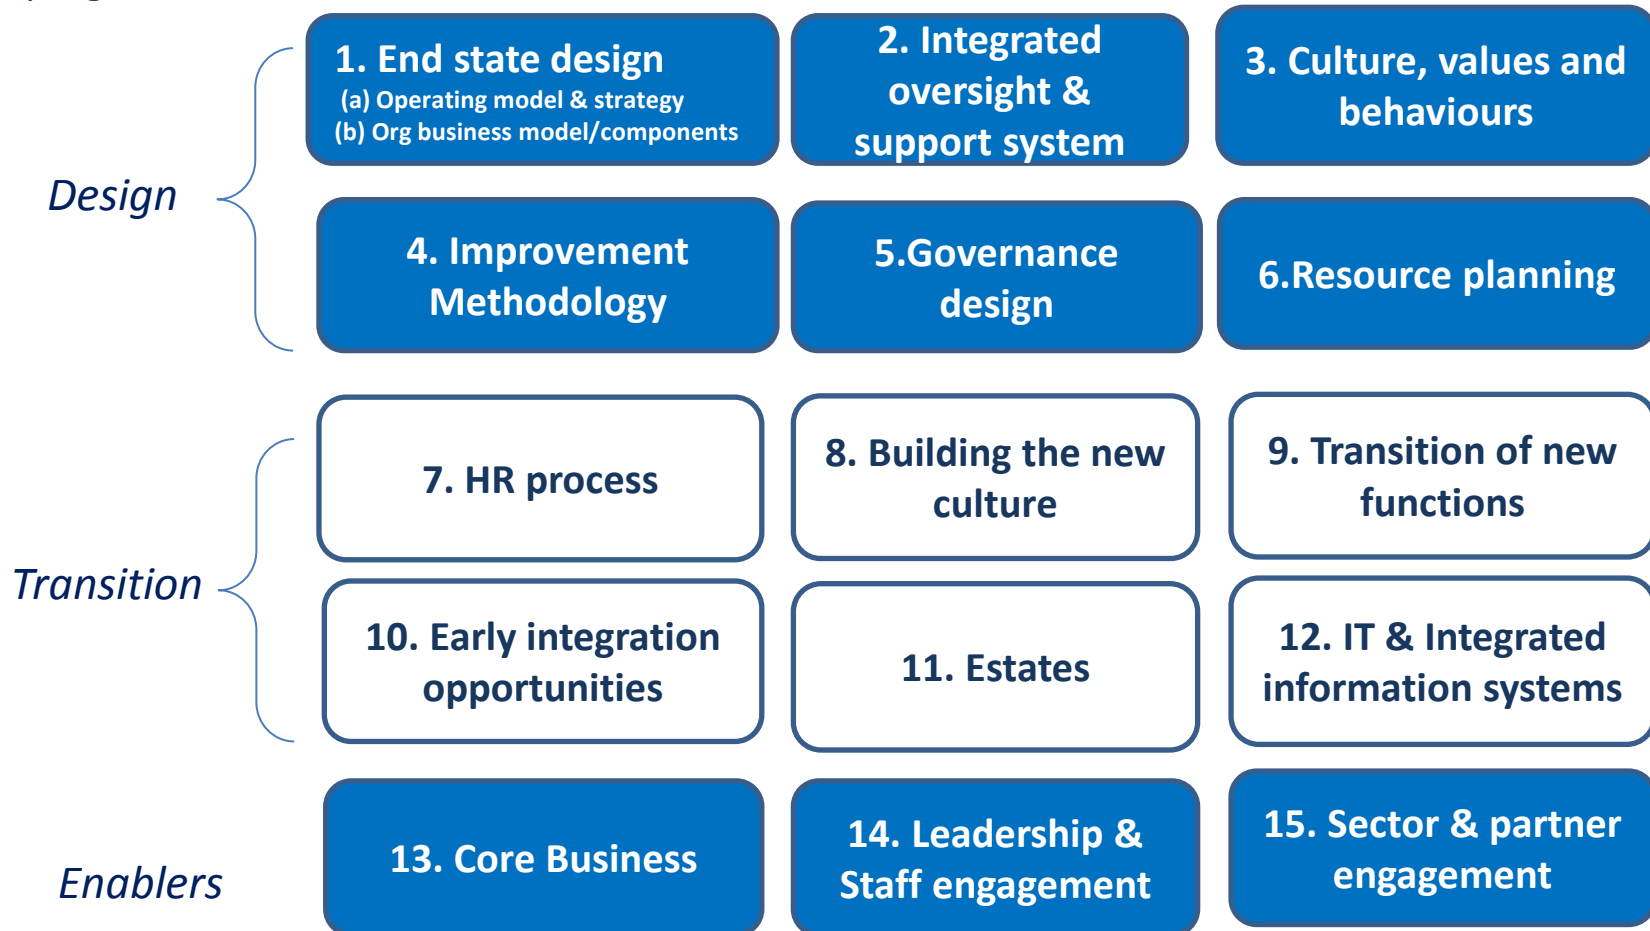 1. End state design
(a) Operating model & strategy
(b) Org business model/components
2. Integrated
oversight &
support system
3. Culture, values and
behaviours
Design
4. Improvement
Methodology
5.Governance
design
6.Resource planning
7. HR process
8. Building the new
culture
9. Transition of new
functions
Transition
10. Early integration
opportunities
11. Estates
12. IT & Integrated
information systems
Enablers
13. Core Business
14. Leadership &
Staff engagement
15. Sector & partner
engagement